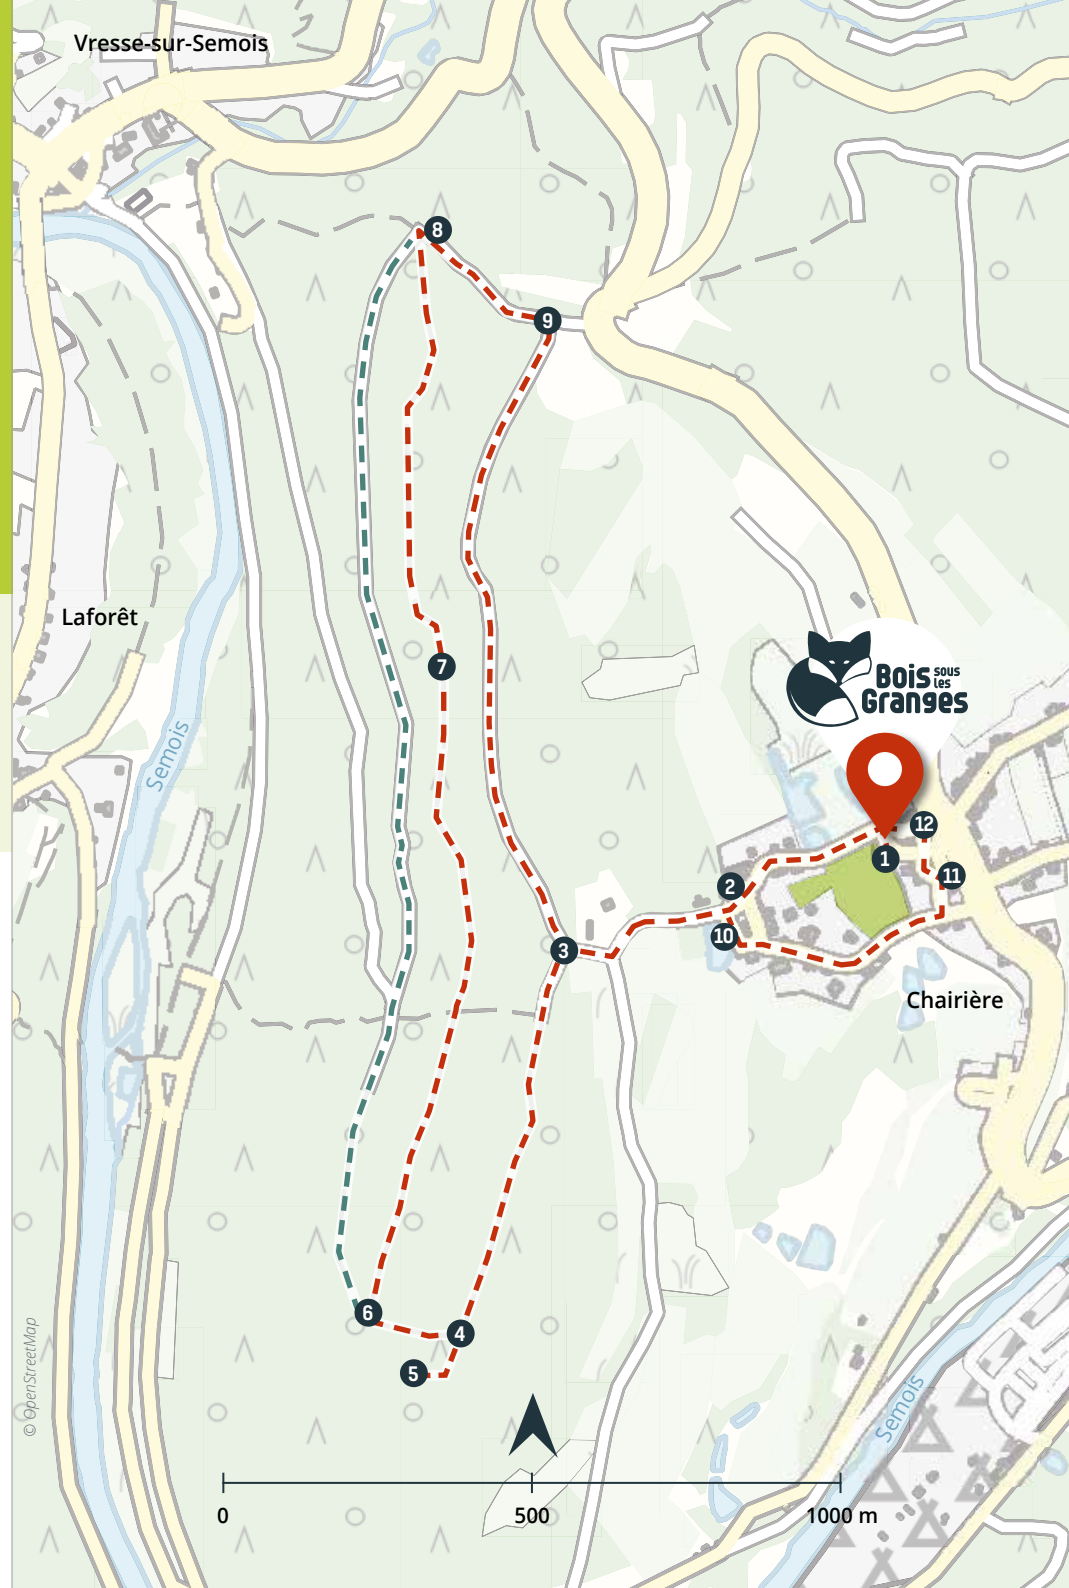 Vresse-sur-Semois
8
9
Laforêt
7
Bois sous les
Granges
Semois
12
1
11
2
10
3
Chairière
6
4
5
© OpenStreetMap
Semois
0
500
1000 m